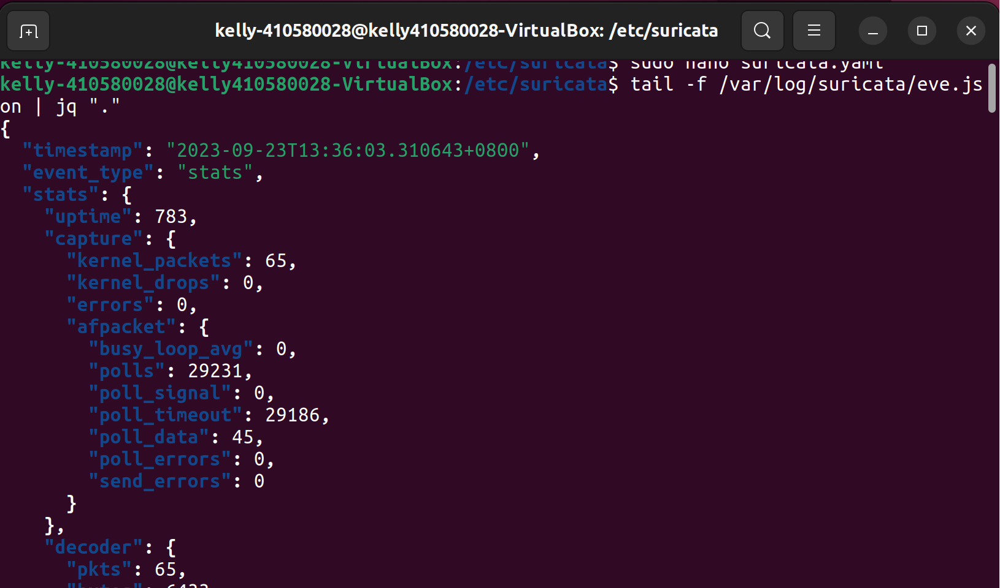 kelly-410580028@kelly410580028-VirtualBox: /etc/suricata
kelly-410580028@kelly410580028-VirtualBox:/etc/suricata$ sudo nano suricata.yaml
kelly-410580028@kelly410580028-VirtualBox:/etc/suricata$ tail -f /var/log/suricata/eve.js
on | jq "."
{
  "timestamp": "2023-09-23T13:36:03.310643+0800",
  "event_type": "stats",
  "stats": {
    "uptime": 783,
    "capture": {
      "kernel_packets": 65,
      "kernel_drops": 0,
      "errors": 0,
      "afpacket": {
        "busy_loop_avg": 0,
        "polls": 29231,
        "poll_signal": 0,
        "poll_timeout": 29186,
        "poll_data": 45,
        "poll_errors": 0,
        "send_errors": 0
      }
    },
    "decoder": {
      "pkts": 65,